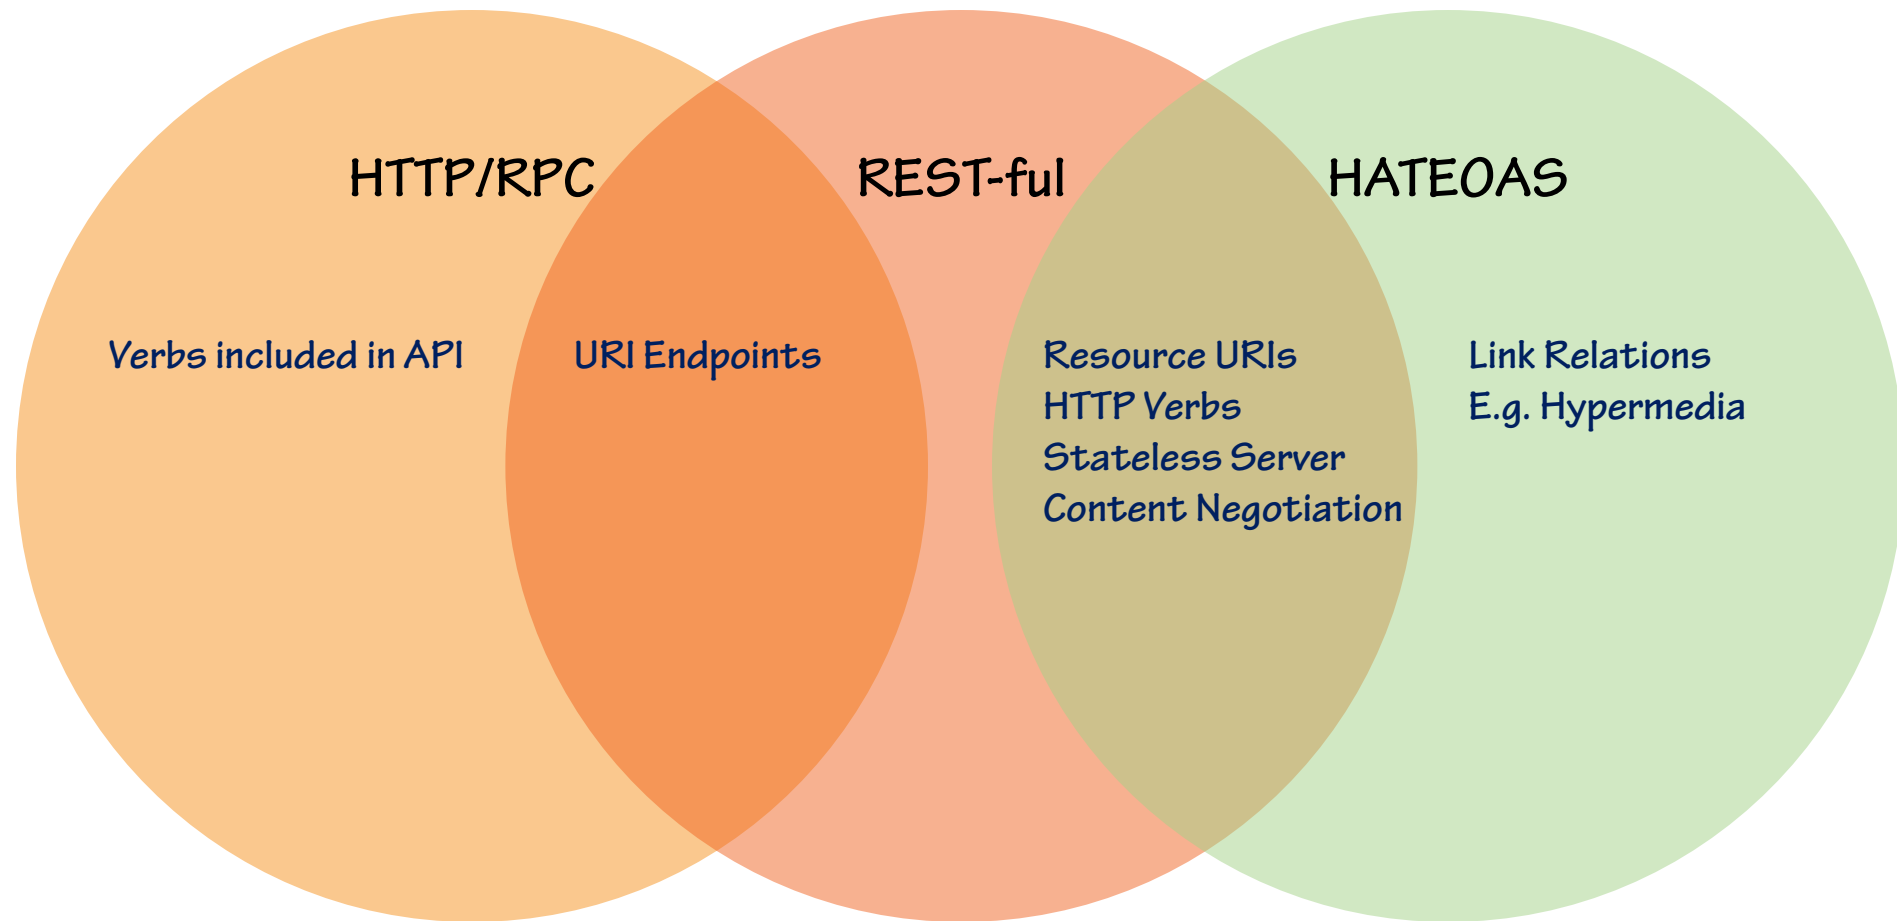 HTTP/RPC
REST-ful
HATEOAS
Verbs included in API
URI Endpoints
Resource URIs
HTTP Verbs
Stateless Server
Content Negotiation
Link Relations
E.g. Hypermedia